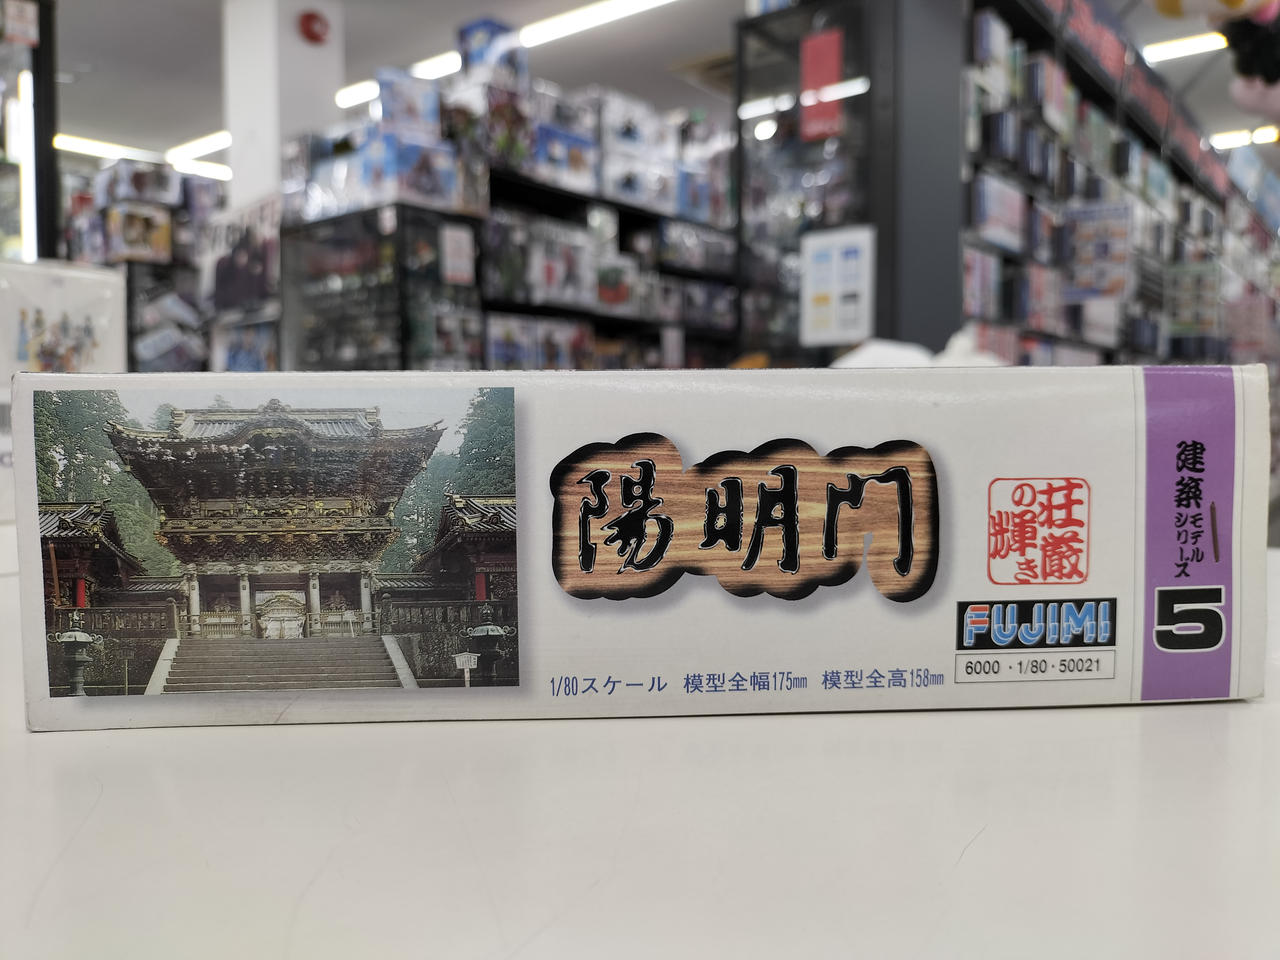 陽明門
1/80スケール 模型全幅175mm 模型全高158mm
荘厳
の輝き
FUJIMI
6000・1/80・50021
建築
モデル
シリーズ
5